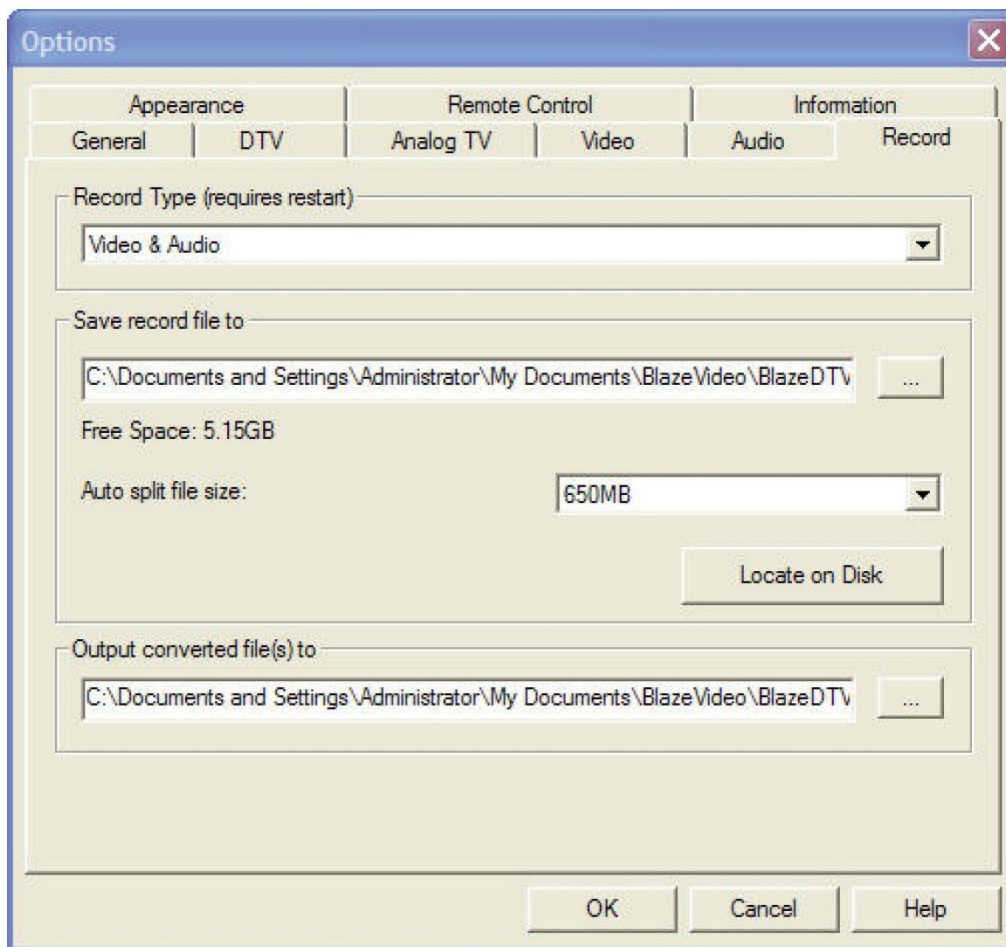 Options
Appearance Remote Control Information
General DTV Analog TV Video Audio Record
Record Type (requires restart)
Video & Audio
Save record file to
C:\Documents and Settings\Administrator\My Documents\BlazeVideo\BlazeDTV
...
Free Space: 5.15GB
Auto split file size: 650MB
Locate on Disk
Output converted file(s) to
C:\Documents and Settings\Administrator\My Documents\BlazeVideo\BlazeDTV
...
OK Cancel Help